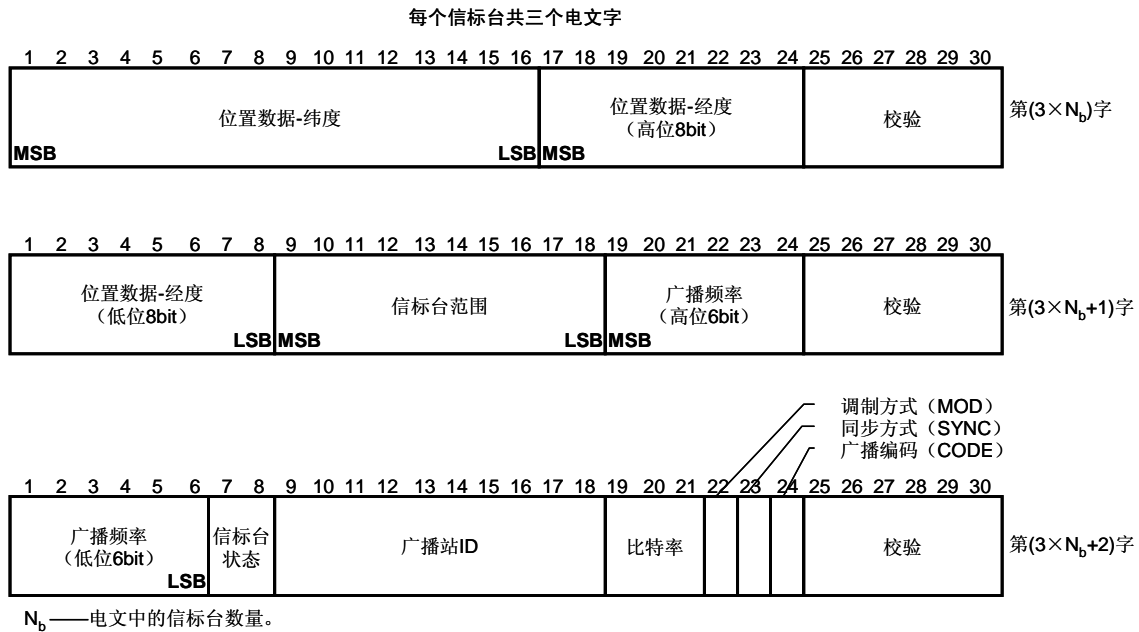 每个信标台共三个电文字
1 2 3 4 5 6 7 8 9 10 11 12 13 14 15 16 17 18 19 20 21 22 23 24 25 26 27 28 29 30
位置数据-纬度
MSB
LSB
位置数据-经度
（高位8bit）
MSB
校验
第(3×Nb)字
1 2 3 4 5 6 7 8 9 10 11 12 13 14 15 16 17 18 19 20 21 22 23 24 25 26 27 28 29 30
位置数据-经度
（低位8bit）
LSB
信标台范围
MSB
LSB
广播频率
（高位6bit）
MSB
校验
第(3×Nb+1)字
调制方式（MOD）
同步方式（SYNC）
广播编码（CODE）
1 2 3 4 5 6 7 8 9 10 11 12 13 14 15 16 17 18 19 20 21 22 23 24 25 26 27 28 29 30
广播频率
（低位6bit）
LSB
信标台
状态
广播站ID
比特率
校验
第(3×Nb+2)字
Nb——电文中的信标台数量。